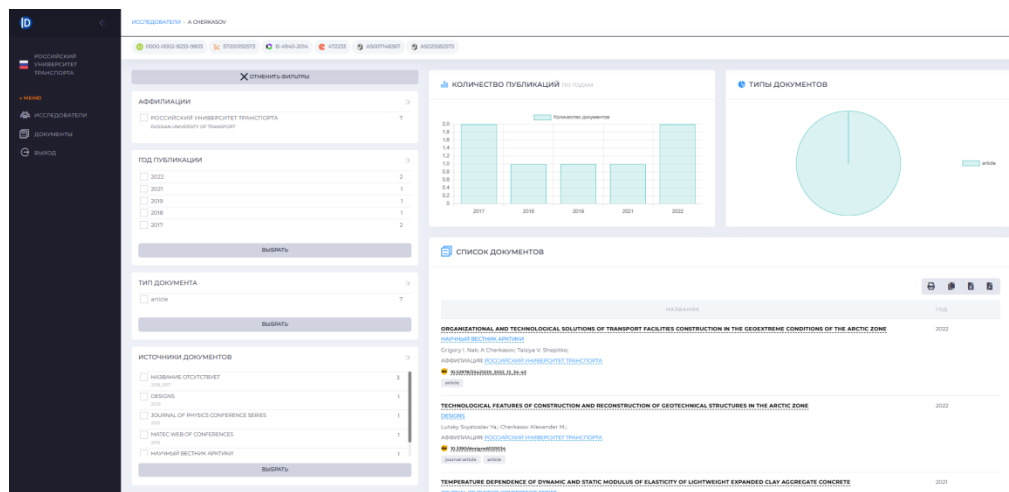 ID
ИССЛЕДОВАТЕЛИ - A CHERKASOV
РОССИЙСКИЙ
УНИВЕРСИТЕТ
ТРАНСПОРТА
МЕНЮ
ИССЛЕДОВАТЕЛИ
ДОКУМЕНТЫ
ВЫХОД
0000-0002-8233-9803 57200592573 B-4940-2014 472233
ОТМЕНИТЬ ФИЛЬТРЫ
АФФИЛИАЦИИ
РОССИЙСКИЙ УНИВЕРСИТЕТ ТРАНСПОРТА 7
RUSSIAN UNIVERSITY OF TRANSPORT
ГОД ПУБЛИКАЦИИ
2022 2
2021 1
2019 1
2018 1
2017 2
ВЫБРАТЬ
ТИП ДОКУМЕНТА
article 7
ВЫБРАТЬ
ИСТОЧНИКИ ДОКУМЕНТОВ
НАЗВАНИЕ ОТСУТСТВУЕТ 3
2018, 2017
DESIGNS 1
2022
JOURNAL OF PHYSICS CONFERENCE SERIES 1
2021
MATEC WEB OF CONFERENCES 1
2019
НАУЧНЫЙ ВЕСТНИК АРКТИКИ 1
ВЫБРАТЬ
КОЛИЧЕСТВО ПУБЛИКАЦИЙ ПО ГОДАМ
Количество документов
2,0
1,8
1,6
1,4
1,2
1,0
0,8
0,6
0,4
0,2
0
2017 2018 2019 2021 2022
ТИПЫ ДОКУМЕНТОВ
article
СПИСОК ДОКУМЕНТОВ
НАЗВАНИЕ ГОД
ORGANIZATIONAL AND TECHNOLOGICAL SOLUTIONS OF TRANSPORT FACILITIES CONSTRUCTION IN THE GEOEXTREME CONDITIONS OF THE ARCTIC ZONE 2022
НАУЧНЫЙ ВЕСТНИК АРКТИКИ
Grigory I. Nak; A Cherkasov; Taisiya V. Shepitko;
АФФИЛИАЦИЯ: РОССИЙСКИЙ УНИВЕРСИТЕТ ТРАНСПОРТА
article
TECHNOLOGICAL FEATURES OF CONSTRUCTION AND RECONSTRUCTION OF GEOTECHNICAL STRUCTURES IN THE ARCTIC ZONE 2022
DESIGNS
Lutsky Svyatoslav Ya.; Cherkasov Alexander M.;
АФФИЛИАЦИЯ: РОССИЙСКИЙ УНИВЕРСИТЕТ ТРАНСПОРТА
journal-article article
TEMPERATURE DEPENDENCE OF DYNAMIC AND STATIC MODULUS OF ELASTICITY OF LIGHTWEIGHT EXPANDED CLAY AGGREGATE CONCRETE 2021